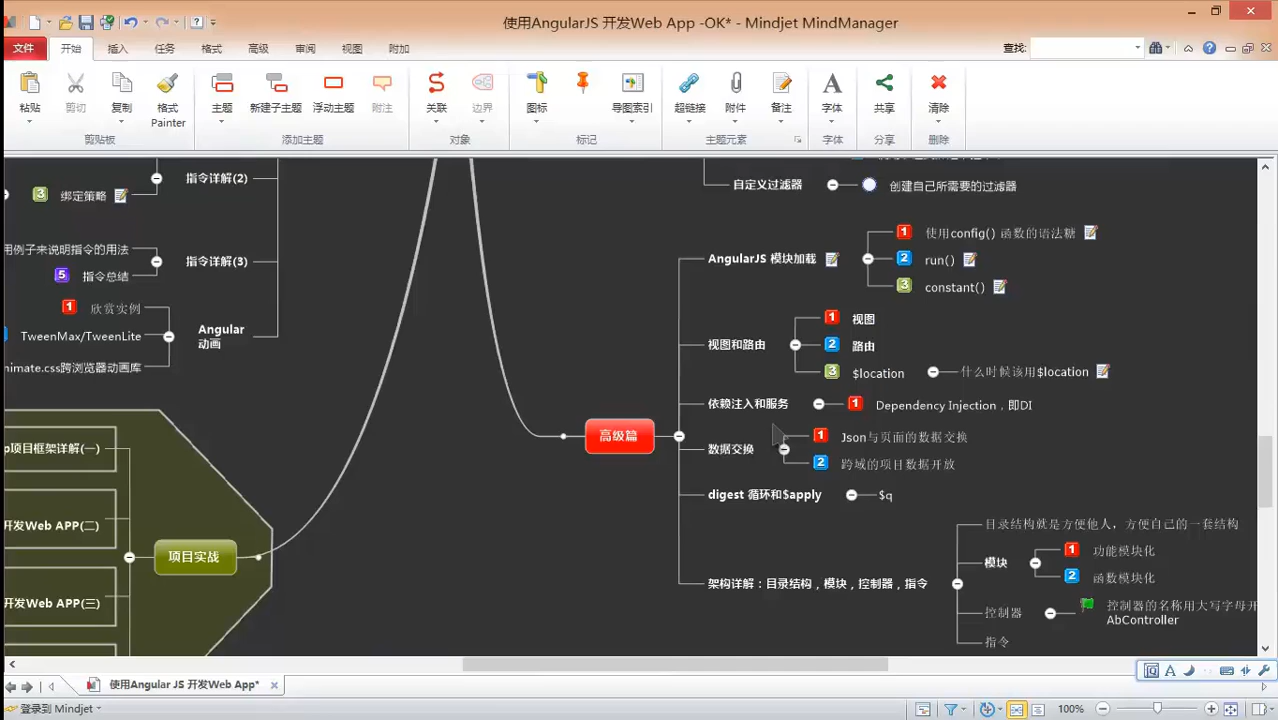 使用AngularJS 开发Web App -OK* - Mindjet MindManager
文件 开始 插入 任务 格式 高级 审阅 视图 附加 查找:
粘贴 剪切 复制 格式 Painter 主题 新建子主题 浮动主题 附注 关联 边界 图标 导图索引 超链接 附件 备注 字体 共享 清除
剪贴板 添加主题 对象 标记 主题元素 字体 分享 删除
指令详解(2)
3 绑定策略
用例子来说明指令的用法
指令详解(3)
5 指令总结
1 欣赏实例
TweenMax/TweenLite
Angular
动画
nimate.css跨浏览器动画库
p项目框架详解(一)
开发Web APP(二)
项目实战
开发Web APP(三)
高级篇
自定义过滤器
创建自己所需要的过滤器
AngularJS 模块加载
1 使用config() 函数的语法糖
2 run()
3 constant()
视图和路由
1 视图
2 路由
3 $location
什么时候该用$location
依赖注入和服务
1 Dependency Injection，即DI
数据交换
1 Json与页面的数据交换
2 跨域的项目数据开放
digest 循环和$apply
$q
架构详解：目录结构，模块，控制器，指令
目录结构就是方便他人，方便自己的一套结构
模块
1 功能模块化
2 函数模块化
控制器
控制器的名称用大写字母开
AbController
指令
使用Angular JS 开发Web App*
登录到 Mindjet
100%